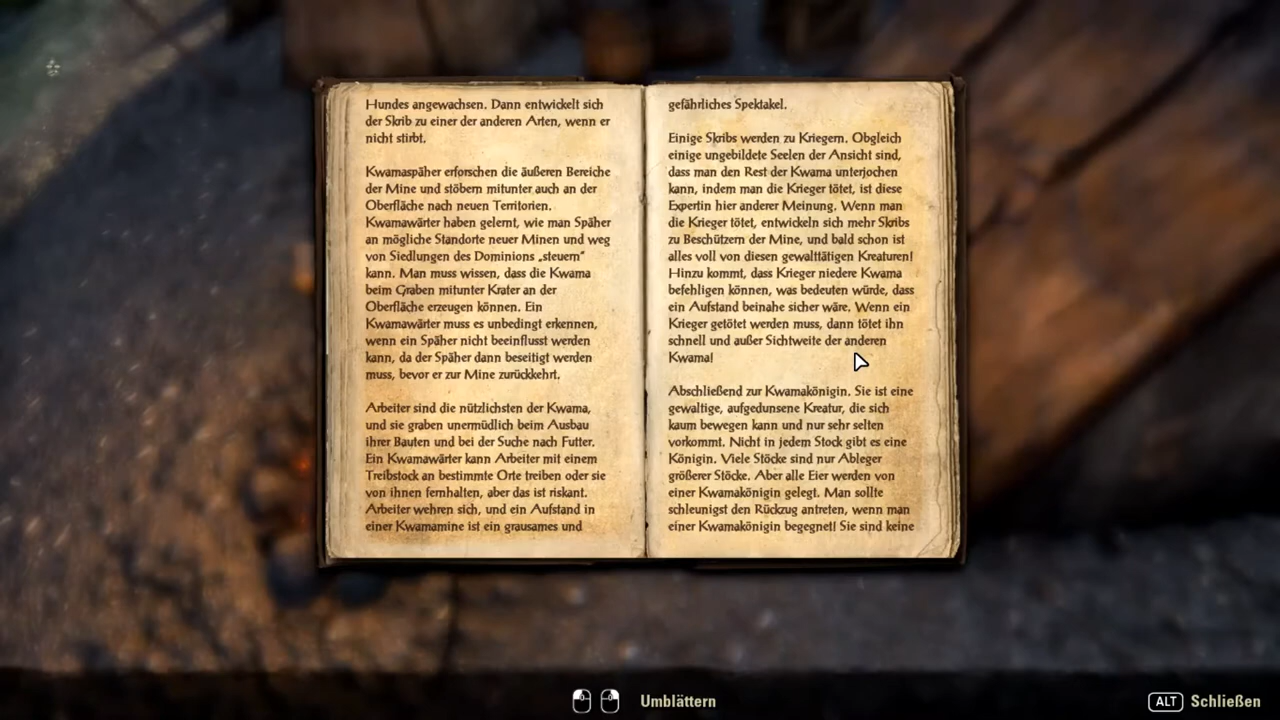 Hundes angewachsen. Dann entwickelt sich
der Skrib zu einer der anderen Arten, wenn er
nicht stirbt.
Kwamaspäher erforschen die äußeren Bereiche
der Mine und stöbern mitunter auch an der
Oberfläche nach neuen Territorien.
Kwamawärter haben gelernt, wie man Späher
an mögliche Standorte neuer Minen und weg
von Siedlungen des Dominions „steuern“
kann. Man muss wissen, dass die Kwama
beim Graben mitunter Krater an der
Oberfläche erzeugen können. Ein
Kwamawärter muss es unbedingt erkennen,
wenn ein Späher nicht beeinflusst werden
kann, da der Späher dann beseitigt werden
muss, bevor er zur Mine zurückkehrt.
Arbeiter sind die nützlichsten der Kwama,
und sie graben unermüdlich beim Ausbau
ihrer Bauten und bei der Suche nach Futter.
Ein Kwamawärter kann Arbeiter mit einem
Treibstock an bestimmte Orte treiben oder sie
von ihnen fernhalten, aber das ist riskant.
Arbeiter wehren sich, und ein Aufstand in
einer Kwamamine ist ein grausames und
gefährliches Spektakel.
Einige Skribs werden zu Kriegern. Obgleich
einige ungebildete Seelen der Ansicht sind,
dass man den Rest der Kwama unterjochen
kann, indem man die Krieger tötet, ist diese
Expertin hier anderer Meinung. Wenn man
die Krieger tötet, entwickeln sich mehr Skribs
zu Beschützern der Mine, und bald schon ist
alles voll von diesen gewalttätigen Kreaturen!
Hinzu kommt, dass Krieger niedere Kwama
befehligen können, was bedeuten würde, dass
ein Aufstand beinahe sicher wäre. Wenn ein
Krieger getötet werden muss, dann tötet ihn
schnell und außer Sichtweite der anderen
Kwama!
Abschließend zur Kwamakönigin. Sie ist eine
gewaltige, aufgedunsene Kreatur, die sich
kaum bewegen kann und nur sehr selten
vorkommt. Nicht in jedem Stock gibt es eine
Königin. Viele Stöcke sind nur Ableger
größerer Stöcke. Aber alle Eier werden von
einer Kwamakönigin gelegt. Man sollte
schleunigst den Rückzug antreten, wenn man
einer Kwamakönigin begegnet! Sie sind keine
Umblättern
ALT Schließen